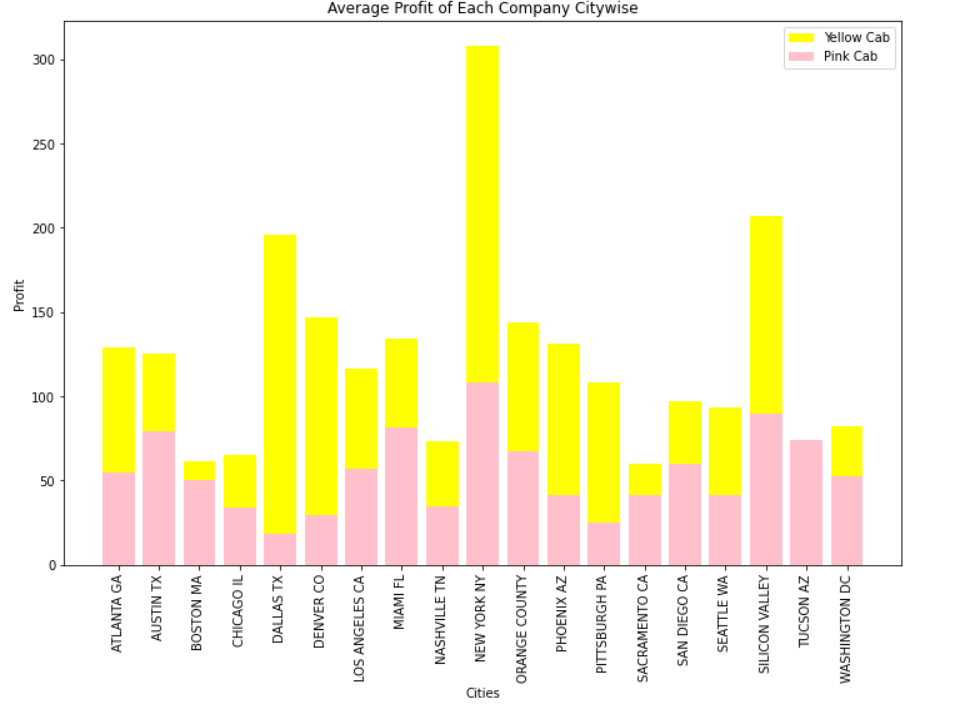 Average Profit of Each Company Citywise
Yellow Cab
Pink Cab
300
250
200
150
100
50
0
Profit
ATLANTA GA
AUSTIN TX
BOSTON MA
CHICAGO IL
DALLAS TX
DENVER CO
LOS ANGELES CA
MIAMI FL
NASHVILLE TN
NEW YORK NY
ORANGE COUNTY
PHOENIX AZ
PITTSBURGH PA
SACRAMENTO CA
SAN DIEGO CA
SEATTLE WA
SILICON VALLEY
TUCSON AZ
WASHINGTON DC
Cities